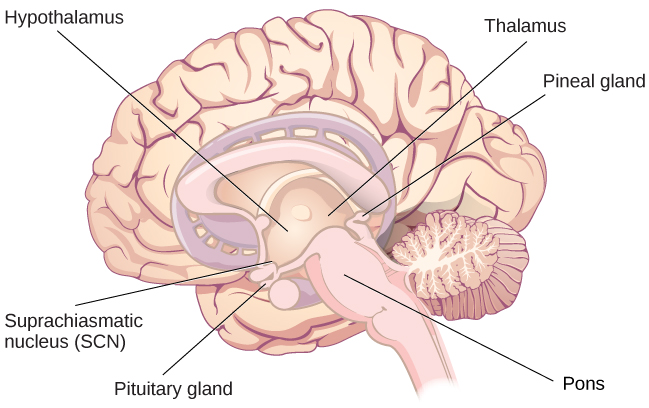 Hypothalamus
Thalamus
Pineal gland
Suprachiasmatic
nucleus (SCN)
Pituitary gland
Pons